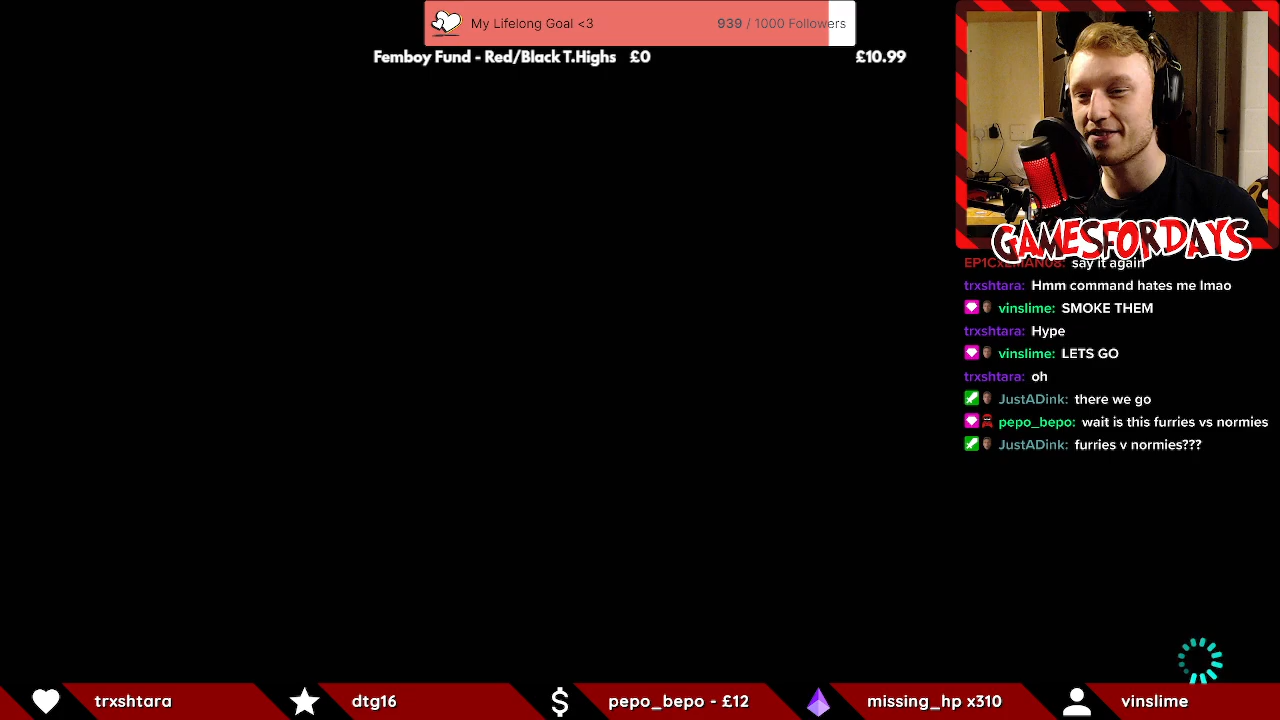 My Lifelong Goal <3 939 / 1000 Followers
Femboy Fund - Red/Black T.Highs £0 £10.99
GAMESFORDAYS
say it again
trxshtara: Hmm command hates me lmao
vinslime: SMOKE THEM
trxshtara: Hype
vinslime: LETS GO
trxshtara: oh
JustADink: there we go
pepo_bepo: wait is this furries vs normies
JustADink: furries v normies???
trxshtara dtg16 pepo_bepo - £12 missing_hp x310 vinslime